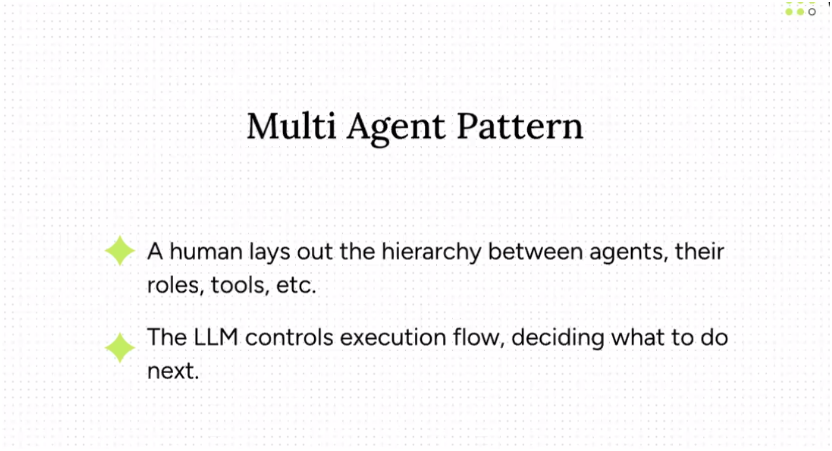 Multi Agent Pattern
A human lays out the hierarchy between agents, their
roles, tools, etc.
The LLM controls execution flow, deciding what to do
next.